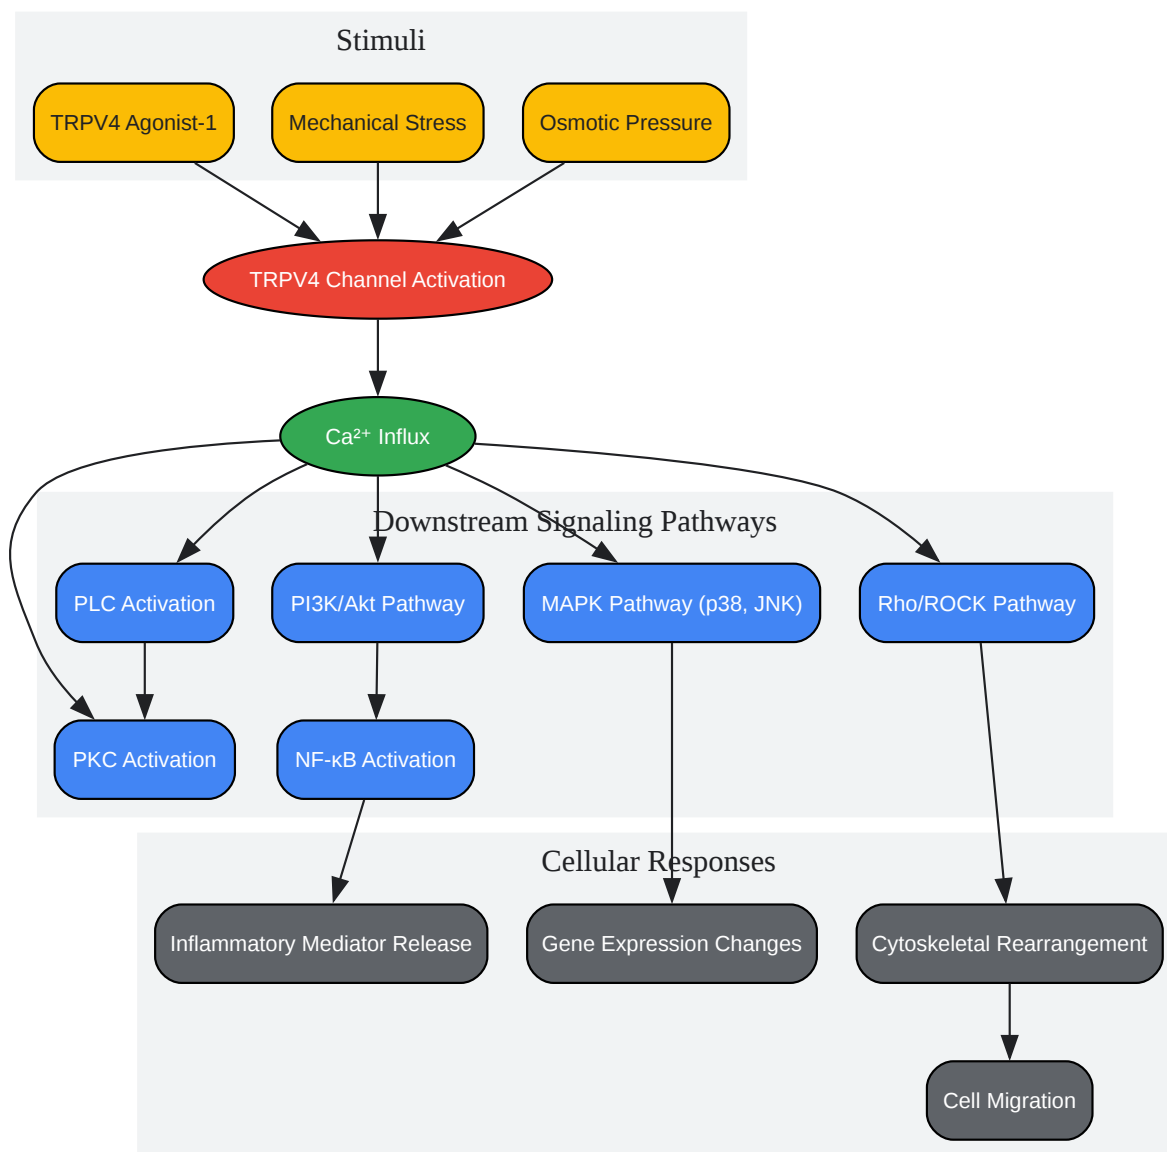 Stimuli
TRPV4 Agonist-1
Mechanical Stress
Osmotic Pressure
TRPV4 Channel Activation
Ca²⁺ Influx
Downstream Signaling Pathways
PLC Activation
PI3K/Akt Pathway
MAPK Pathway (p38, JNK)
Rho/ROCK Pathway
PKC Activation
NF-κB Activation
Cellular Responses
Inflammatory Mediator Release
Gene Expression Changes
Cytoskeletal Rearrangement
Cell Migration